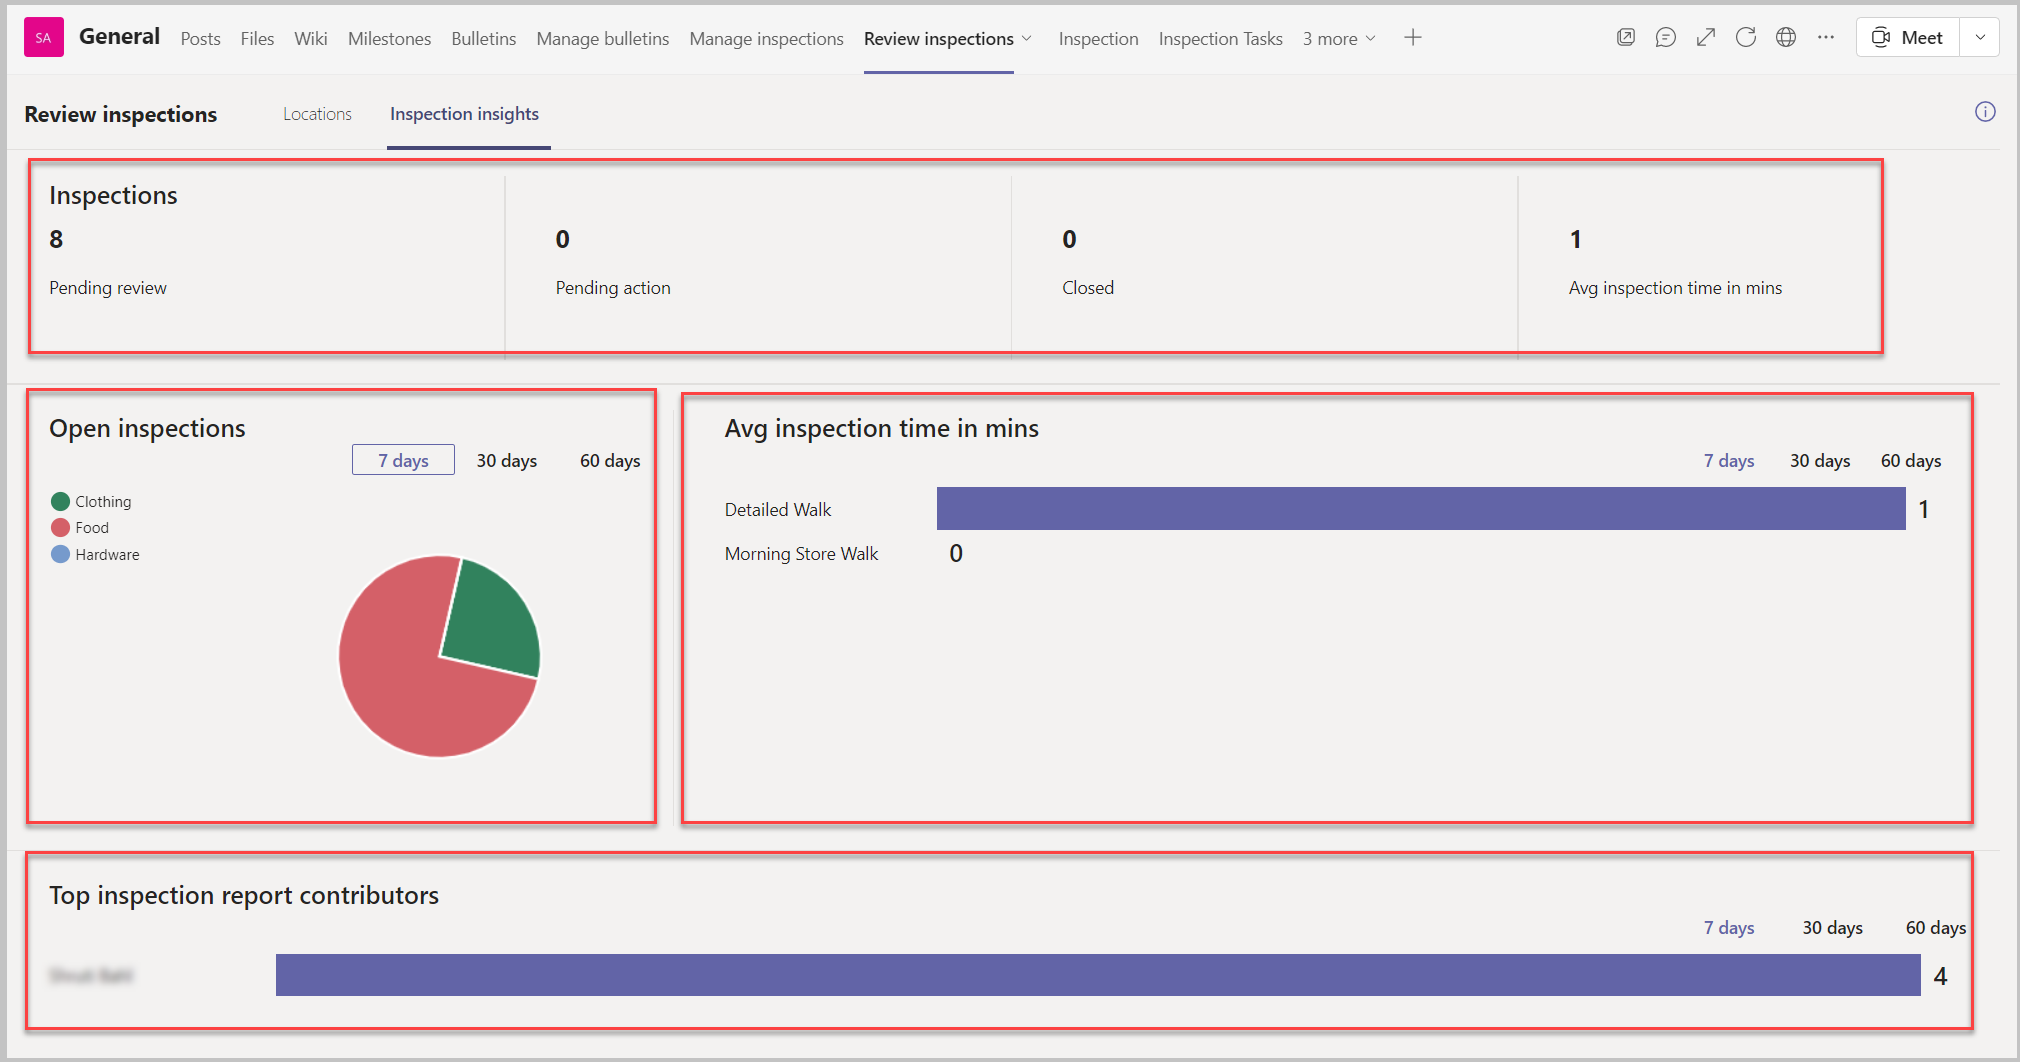 SA General Posts Files Wiki Milestones Bulletins Manage bulletins Manage inspections Review inspections Inspection Inspection Tasks 3 more Meet
Review inspections Locations Inspection insights
Inspections
8 0 0 1
Pending review Pending action Closed Avg inspection time in mins
Open inspections
7 days 30 days 60 days
Clothing
Food
Hardware
Avg inspection time in mins
7 days 30 days 60 days
Detailed Walk 1
Morning Store Walk 0
Top inspection report contributors
7 days 30 days 60 days
4